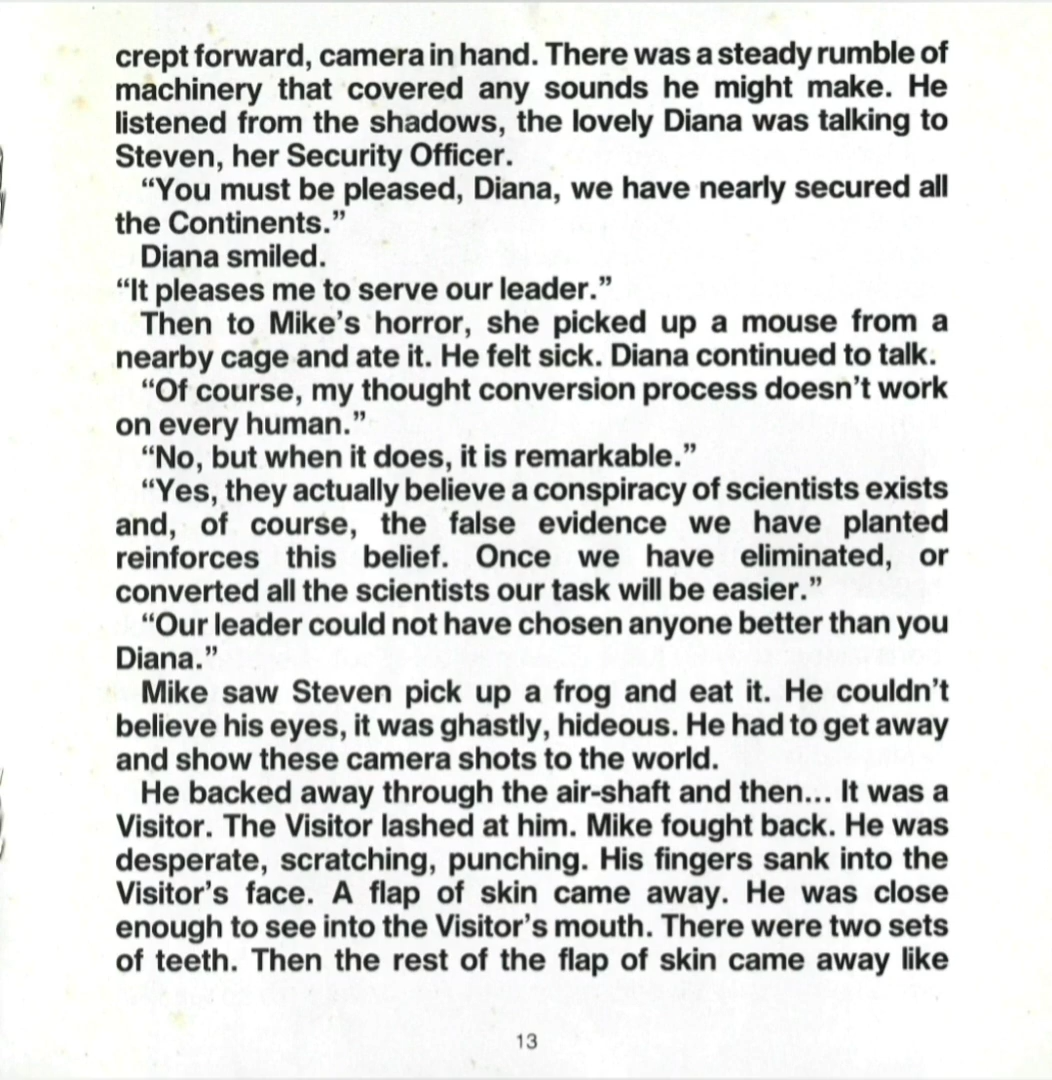 crept forward, camera in hand. There was a steady rumble of
machinery that covered any sounds he might make. He
listened from the shadows, the lovely Diana was talking to
Steven, her Security Officer.
“You must be pleased, Diana, we have nearly secured all
the Continents.”
Diana smiled.
“It pleases me to serve our leader.”
Then to Mike’s horror, she picked up a mouse from a
nearby cage and ate it. He felt sick. Diana continued to talk.
“Of course, my thought conversion process doesn’t work
on every human.”
“No, but when it does, it is remarkable.”
“Yes, they actually believe a conspiracy of scientists exists
and, of course, the false evidence we have planted
reinforces this belief. Once we have eliminated, or
converted all the scientists our task will be easier.”
“Our leader could not have chosen anyone better than you
Diana.”
Mike saw Steven pick up a frog and eat it. He couldn’t
believe his eyes, it was ghastly, hideous. He had to get away
and show these camera shots to the world.
He backed away through the air-shaft and then... It was a
Visitor. The Visitor lashed at him. Mike fought back. He was
desperate, scratching, punching. His fingers sank into the
Visitor’s face. A flap of skin came away. He was close
enough to see into the Visitor’s mouth. There were two sets
of teeth. Then the rest of the flap of skin came away like
13